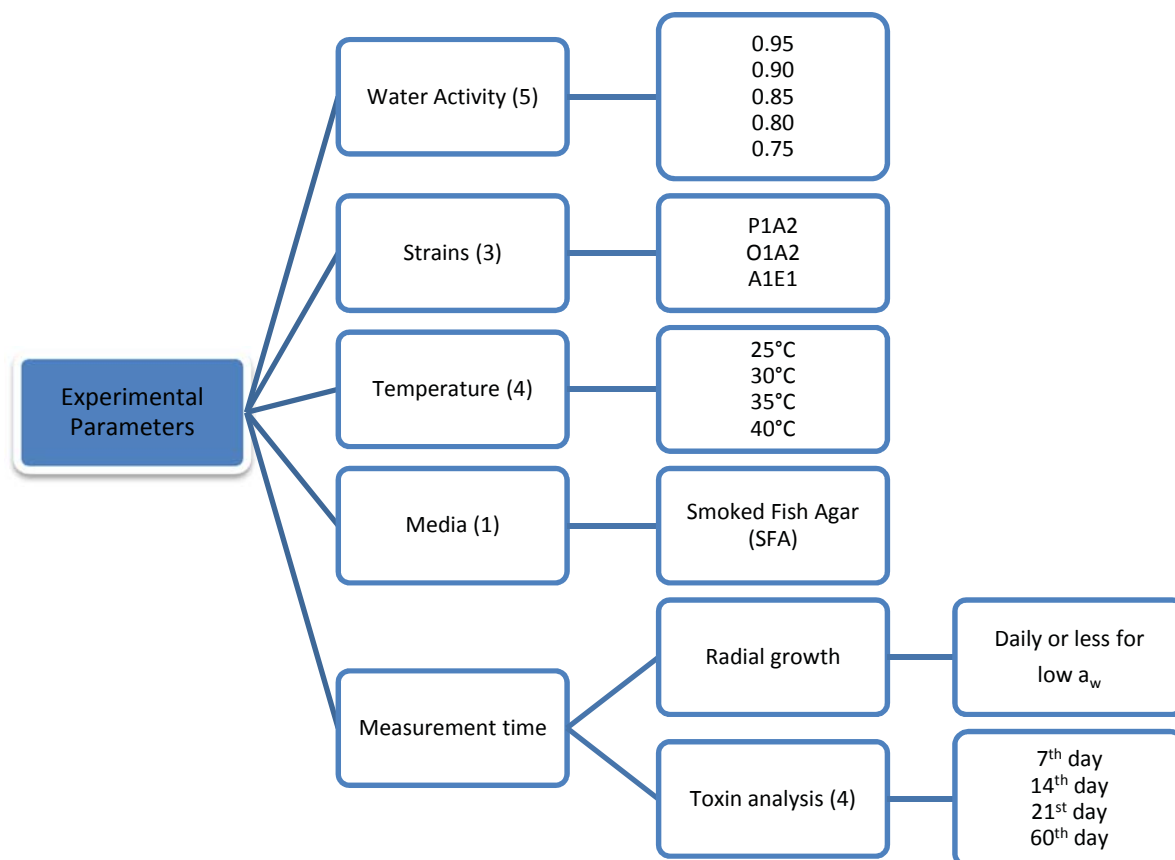 Experimental
Parameters
Water Activity (5)
0.95
0.90
0.85
0.80
0.75
Strains (3)
P1A2
O1A2
A1E1
Temperature (4)
25°C
30°C
35°C
40°C
Media (1)
Smoked Fish Agar
(SFA)
Measurement time
Radial growth
Daily or less for
low a_w
Toxin analysis (4)
7th day
14th day
21st day
60th day